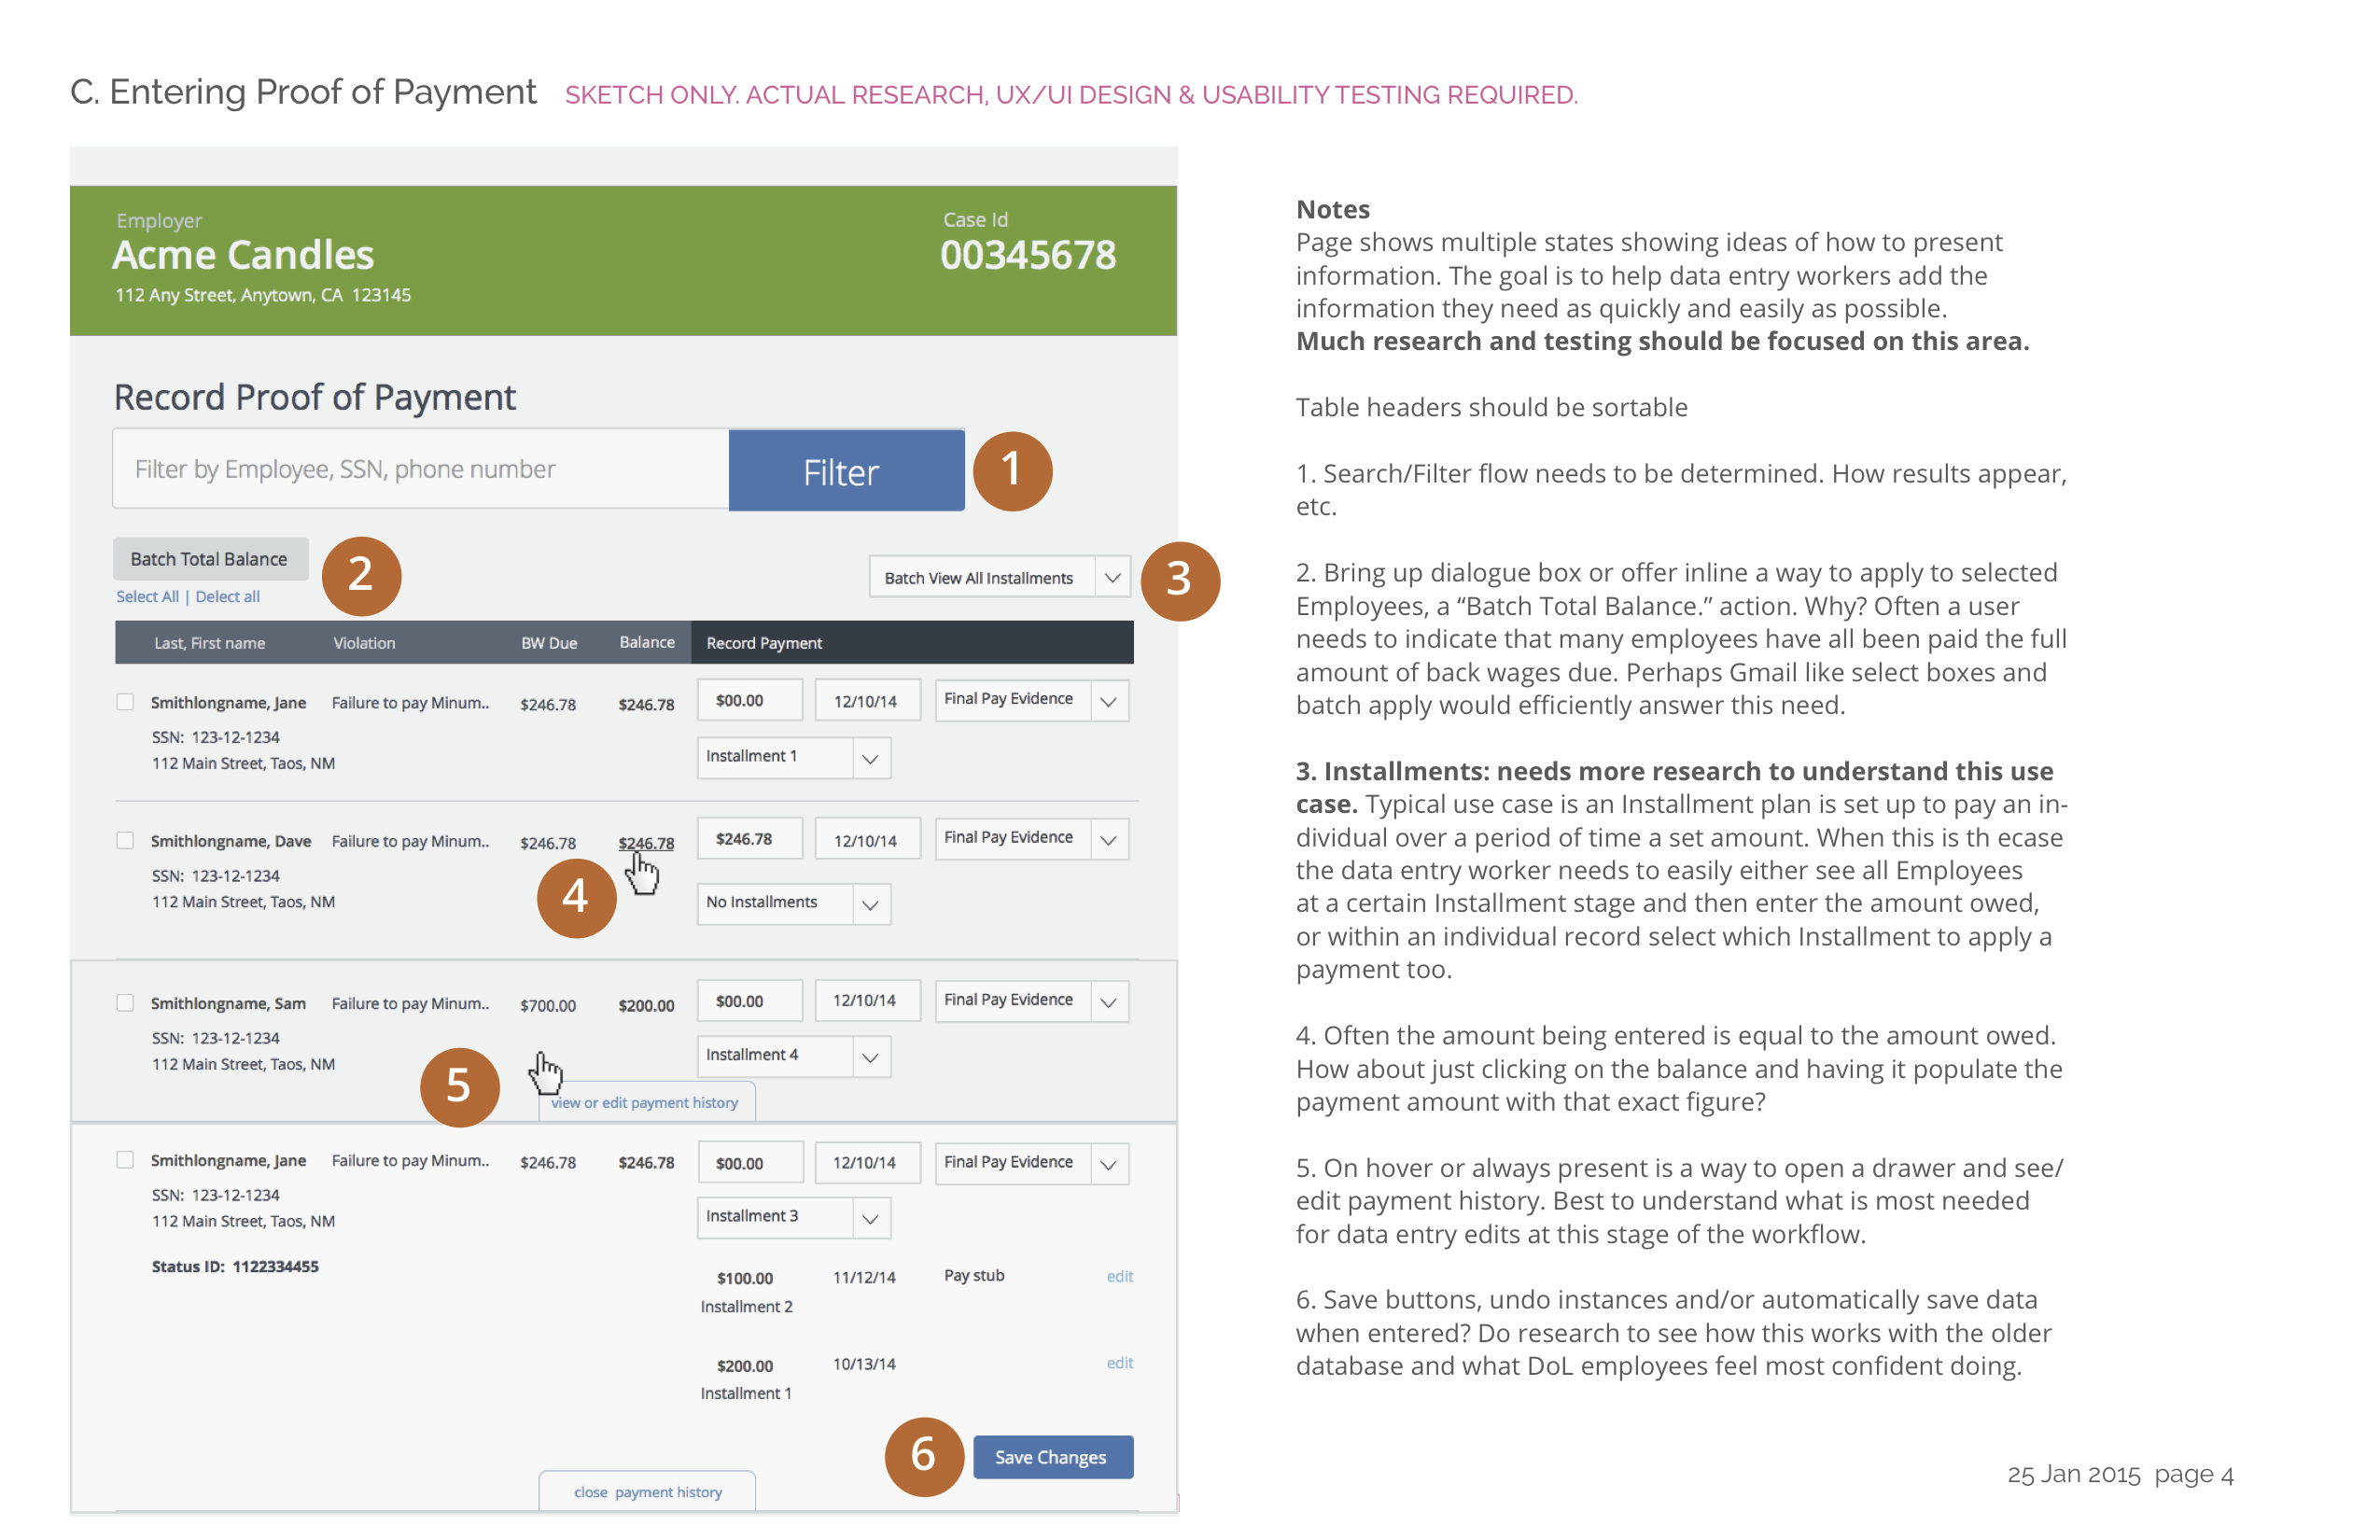 C. Entering Proof of Payment SKETCH ONLY. ACTUAL RESEARCH, UX/UI DESIGN & USABILITY TESTING REQUIRED.
Employer Case Id
Acme Candles 00345678
112 Any Street, Anytown, CA 123145
Record Proof of Payment
Filter by Employee, SSN, phone number Filter 1
Batch Total Balance 2
Select All | Delect all
Batch View All Installments 3
Last, First name Violation BW Due Balance Record Payment
Smithlongname, Jane Failure to pay Minum.. $246.78 $246.78 $00.00 12/10/14 Final Pay Evidence
SSN: 123-12-1234
112 Main Street, Taos, NM
Installment 1
Smithlongname, Dave Failure to pay Minum.. $246.78 $246.78 $246.78 12/10/14 Final Pay Evidence
SSN: 123-12-1234
112 Main Street, Taos, NM
4
No Installments
Smithlongname, Sam Failure to pay Minum.. $700.00 $200.00 $00.00 12/10/14 Final Pay Evidence
SSN: 123-12-1234
112 Main Street, Taos, NM
Installment 4
5
view or edit payment history
Smithlongname, Jane Failure to pay Minum.. $246.78 $246.78 $00.00 12/10/14 Final Pay Evidence
SSN: 123-12-1234
112 Main Street, Taos, NM
Installment 3
Status ID: 1122334455
$100.00 11/12/14 Pay stub edit
Installment 2
$200.00 10/13/14 edit
Installment 1
6 Save Changes
close payment history
Notes
Page shows multiple states showing ideas of how to present
information. The goal is to help data entry workers add the
information they need as quickly and easily as possible.
Much research and testing should be focused on this area.
Table headers should be sortable
1. Search/Filter flow needs to be determined. How results appear,
etc.
2. Bring up dialogue box or offer inline a way to apply to selected
Employees, a “Batch Total Balance.” action. Why? Often a user
needs to indicate that many employees have all been paid the full
amount of back wages due. Perhaps Gmail like select boxes and
batch apply would efficiently answer this need.
3. Installments: needs more research to understand this use
case. Typical use case is an Installment plan is set up to pay an in-
dividual over a period of time a set amount. When this is th ecase
the data entry worker needs to easily either see all Employees
at a certain Installment stage and then enter the amount owed,
or within an individual record select which Installment to apply a
payment too.
4. Often the amount being entered is equal to the amount owed.
How about just clicking on the balance and having it populate the
payment amount with that exact figure?
5. On hover or always present is a way to open a drawer and see/
edit payment history. Best to understand what is most needed
for data entry edits at this stage of the workflow.
6. Save buttons, undo instances and/or automatically save data
when entered? Do research to see how this works with the older
database and what DoL employees feel most confident doing.
25 Jan 2015 page 4